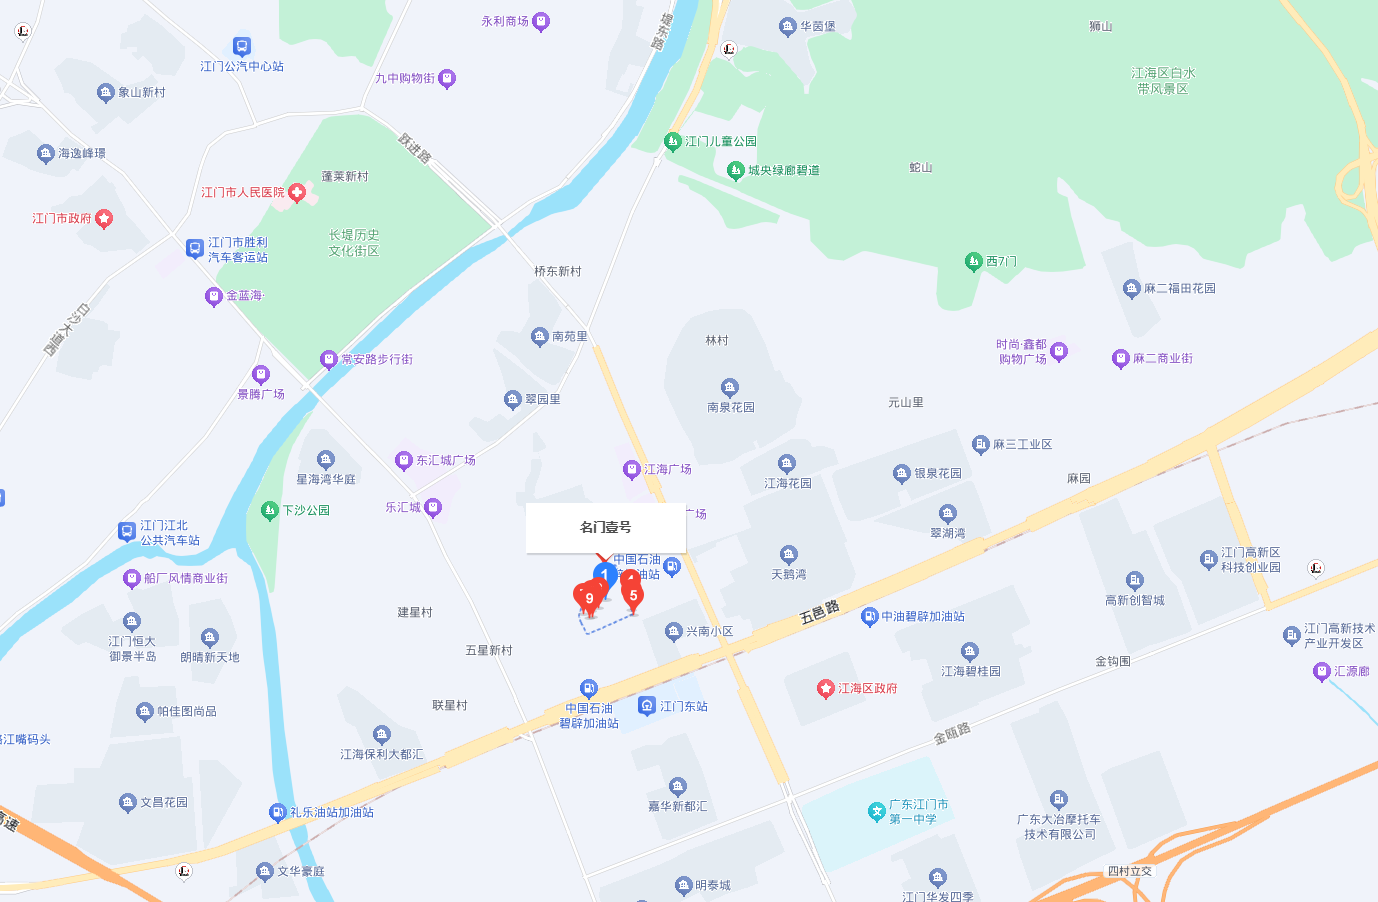 永利商场
堤东路
华茵堡
狮山
江门公汽中心站
九中购物街
江海区白水
带风景区
象山新村
跃进路
江门儿童公园
海逸峰璟
蓬莱新村
城央绿廊碧道
蛇山
江门市人民医院
江门市政府
长堤历史
文化街区
江门市胜利
汽车客运站
西7门
桥东新村
麻二福田花园
金蓝海·
白沙大道西
南苑里
林村
时尚·鑫都
购物广场
麻二商业街
常安路步行街
景腾广场
翠园里
南泉花园
元山里
麻三工业区
东汇城广场
江海广场
星海湾华庭
江海花园
银泉花园
麻园
乐汇城
下沙公园
广场
名门壹号
翠湖湾
江门江北
公共汽车站
中国石油
站
天鹅湾
江门高新区
科技创业园
船厂风情商业街
1
9
5
高新创智城
建星村
五邑路
中油碧辟加油站
江门恒大
御景半岛
朗晴新天地
兴南小区
江门高新技术
产业开发区
五星新村
金钩围
江海碧桂园
汇源廊
江海区政府
联星村
中国石油
碧辟加油站
江门东站
帕佳图尚品
江嘴码头
金瓯路
江海保利大都汇
文昌花园
礼乐油站加油站
嘉华新都汇
广东江门市
第一中学
广东大冶摩托车
技术有限公司
高速
文华豪庭
四村立交
明泰城
江门华发四季